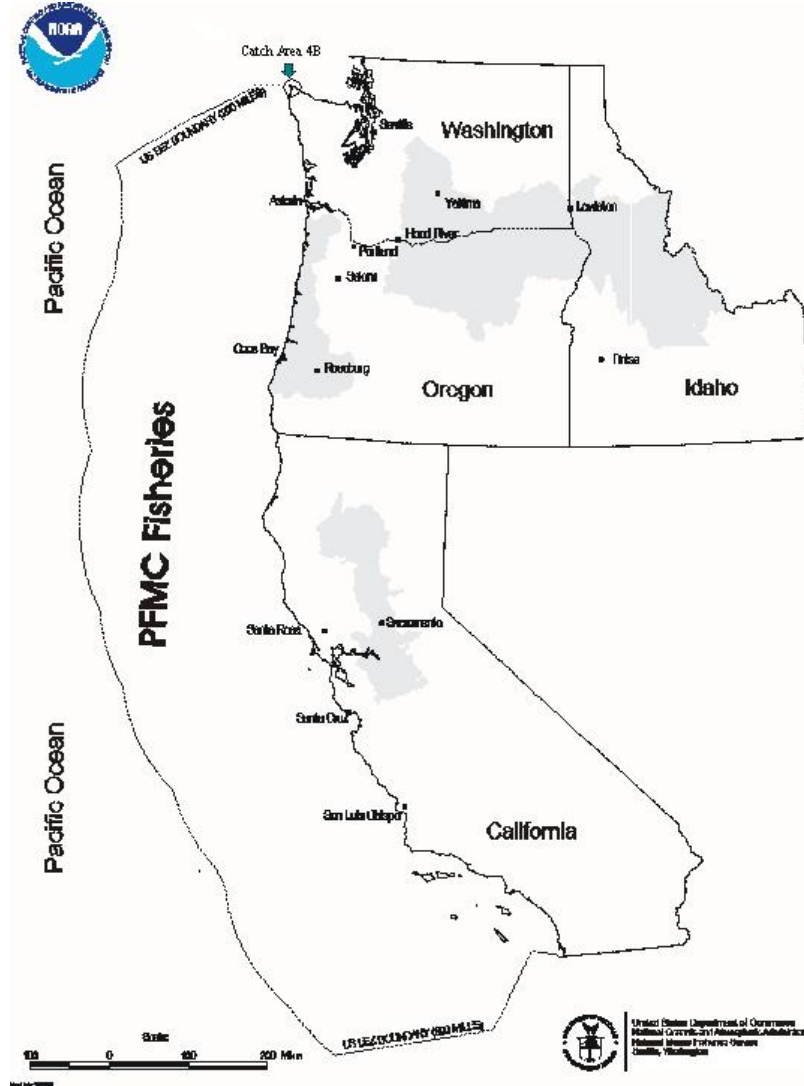 NOAA
Catch Area 4B
US EEZ BOUNDARY (200 MILES)
Seattle
Washington
Pacific Ocean
Astoria
Yakima
Lewiston
Hood River
Portland
Salem
Coos Bay
Roseburg
Oregon
Idaho
PFMC Fisheries
Santa Rosa
Sacramento
Santa Cruz
Pacific Ocean
San Luis Obispo
California
US EEZ BOUNDARY (200 MILES)
Scale
100 0 100 200 Miles
United States Department of Commerce
National Oceanic and Atmospheric Administration
National Marine Fisheries Service
Seattle, Washington